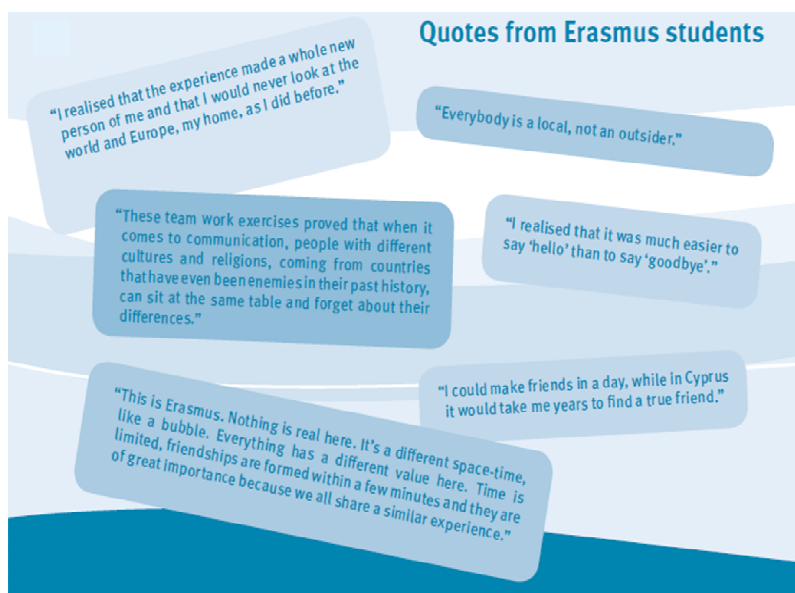 Quotes from Erasmus students
“I realised that the experience made a whole new
person of me and that I would never look at the
world and Europe, my home, as I did before.”
“Everybody is a local, not an outsider.”
“These team work exercises proved that when it
comes to communication, people with different
cultures and religions, coming from countries
that have even been enemies in their past history,
can sit at the same table and forget about their
differences.”
“I realised that it was much easier to
say ‘hello’ than to say ‘goodbye’.”
“I could make friends in a day, while in Cyprus
it would take me years to find a true friend.”
“This is Erasmus. Nothing is real here. It’s a different space-time,
like a bubble. Everything has a different value here. Time is
limited, friendships are formed within a few minutes and they are
of great importance because we all share a similar experience.”